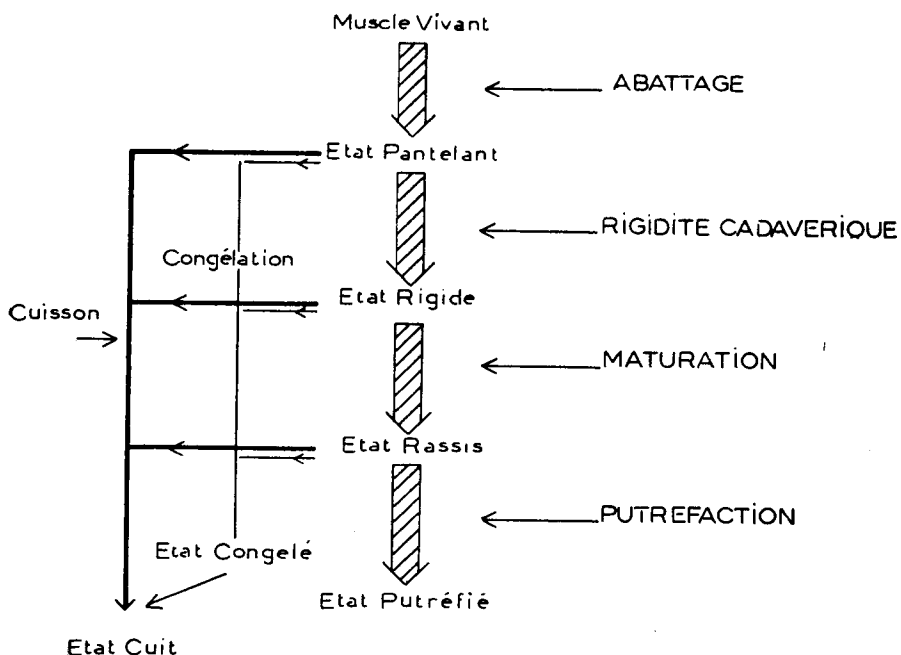 Muscle Vivant
ABATTAGE
Etat Pantelant
RIGIDITE CADAVERIQUE
Congélation
Etat Rigide
Cuisson
MATURATION
Etat Rassis
PUTREFACTION
Etat Congelé
Etat Putréfié
Etat Cuit